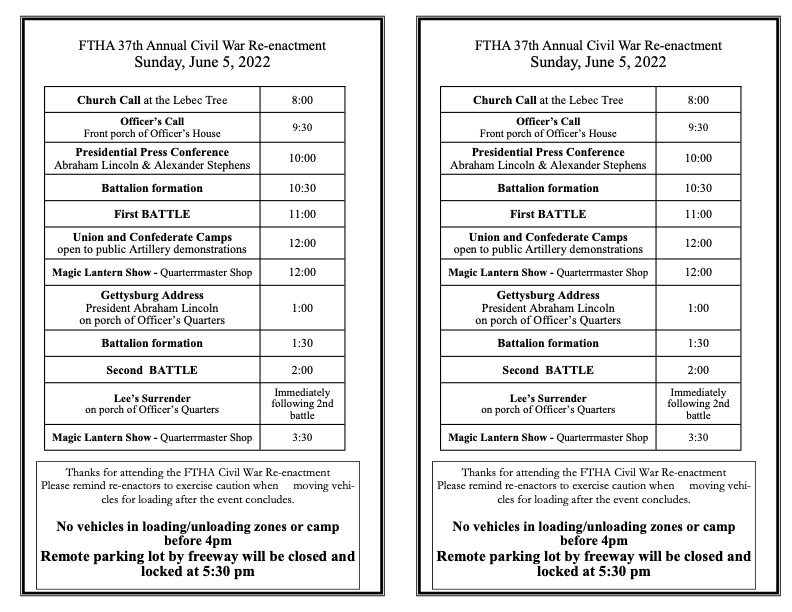 FTHA 37th Annual Civil War Re-enactment
Sunday, June 5, 2022
Church Call at the Lebec Tree 8:00
Officer's Call
Front porch of Officer's House 9:30
Presidential Press Conference
Abraham Lincoln & Alexander Stephens 10:00
Battalion formation 10:30
First BATTLE 11:00
Union and Confederate Camps
open to public Artillery demonstrations 12:00
Magic Lantern Show - Quartermaster Shop 12:00
Gettysburg Address
President Abraham Lincoln
on porch of Officer's Quarters 1:00
Battalion formation 1:30
Second BATTLE 2:00
Lee's Surrender
on porch of Officer's Quarters
Immediately
following 2nd
battle
Magic Lantern Show - Quartermaster Shop 3:30
Thanks for attending the FTHA Civil War Re-enactment
Please remind re-enactors to exercise caution when moving vehi-
cles for loading after the event concludes.
No vehicles in loading/unloading zones or camp
before 4pm
Remote parking lot by freeway will be closed and
locked at 5:30 pm
FTHA 37th Annual Civil War Re-enactment
Sunday, June 5, 2022
Church Call at the Lebec Tree 8:00
Officer's Call
Front porch of Officer's House 9:30
Presidential Press Conference
Abraham Lincoln & Alexander Stephens 10:00
Battalion formation 10:30
First BATTLE 11:00
Union and Confederate Camps
open to public Artillery demonstrations 12:00
Magic Lantern Show - Quartermaster Shop 12:00
Gettysburg Address
President Abraham Lincoln
on porch of Officer's Quarters 1:00
Battalion formation 1:30
Second BATTLE 2:00
Lee's Surrender
on porch of Officer's Quarters
Immediately
following 2nd
battle
Magic Lantern Show - Quartermaster Shop 3:30
Thanks for attending the FTHA Civil War Re-enactment
Please remind re-enactors to exercise caution when moving vehi-
cles for loading after the event concludes.
No vehicles in loading/unloading zones or camp
before 4pm
Remote parking lot by freeway will be closed and
locked at 5:30 pm